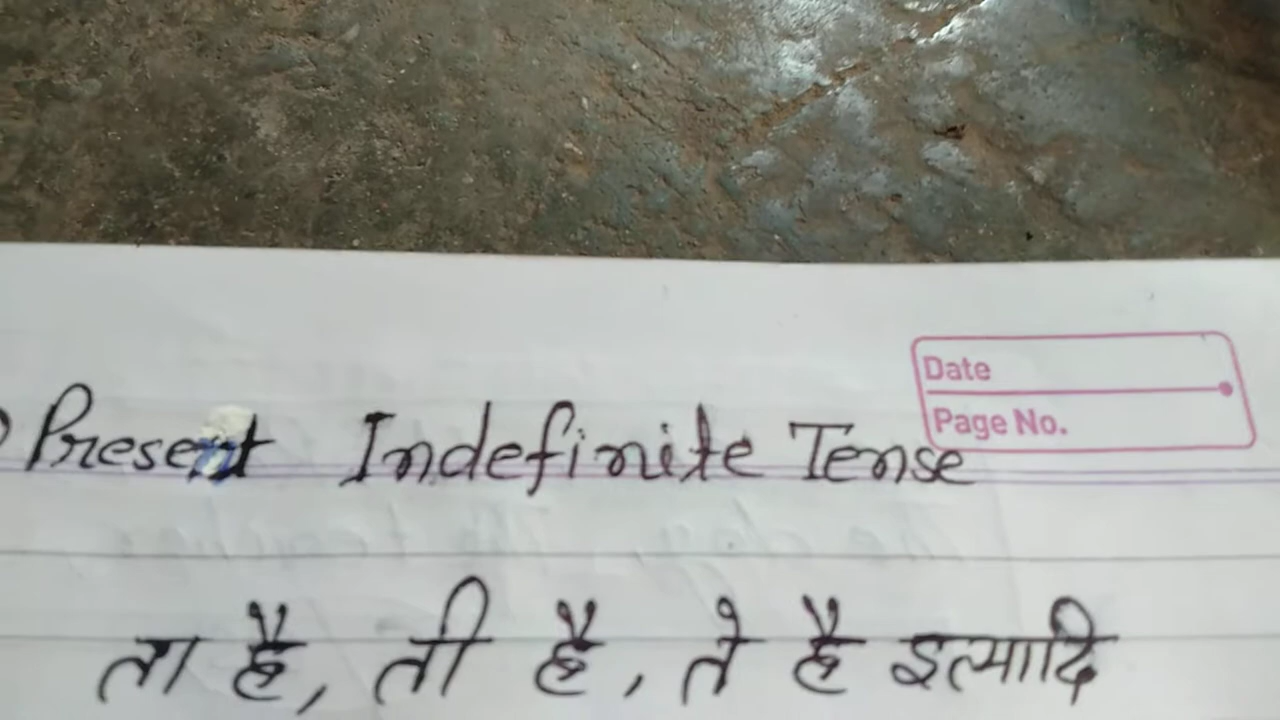 Date
Page No.
Present Indefinite Tense
ता है, ती है, ते है इत्यादि